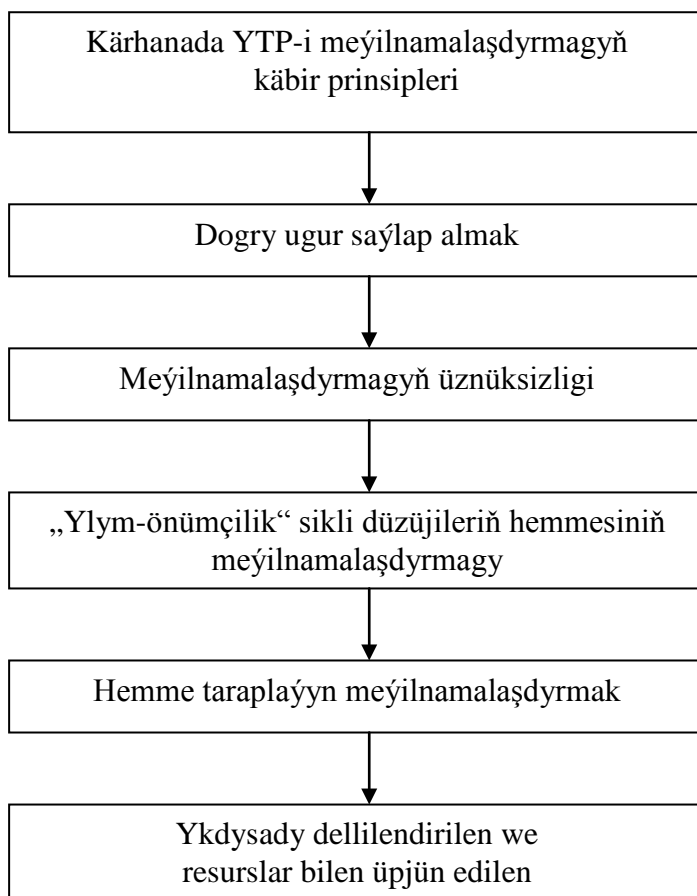 Kärhanada YTP-i meýilnamalaşdyrmagyň
käbir prinsipleri
Dogry ugur saýlap almak
Meýilnamalaşdyrmagyň üznüksizligi
„Ylym-önümçilik“ sikli düzüjileriň hemmesiniň
meýilnamalaşdyrmagy
Hemme taraplaýyn meýilnamalaşdyrmak
Ykdysady dellilendirilen we
resurslar bilen üpjün edilen